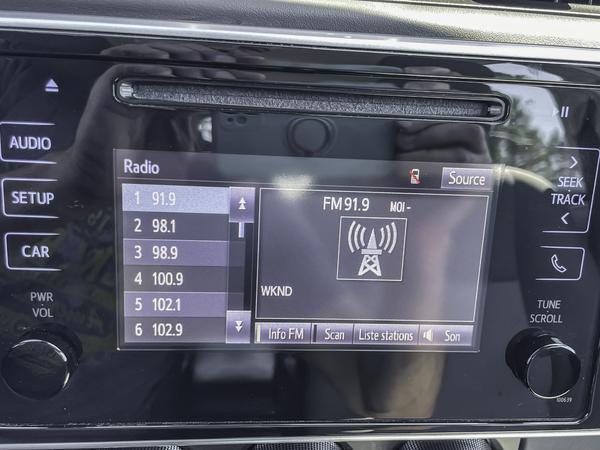 AUDIO
SETUP
CAR
PWR
VOL
Radio
Source
1 91.9
2 98.1
3 98.9
4 100.9
5 102.1
6 102.9
FM 91.9 MOI -
WKND
Info FM
Scan
Liste stations
Son
SEEK
TRACK
TUNE
SCROLL
100639